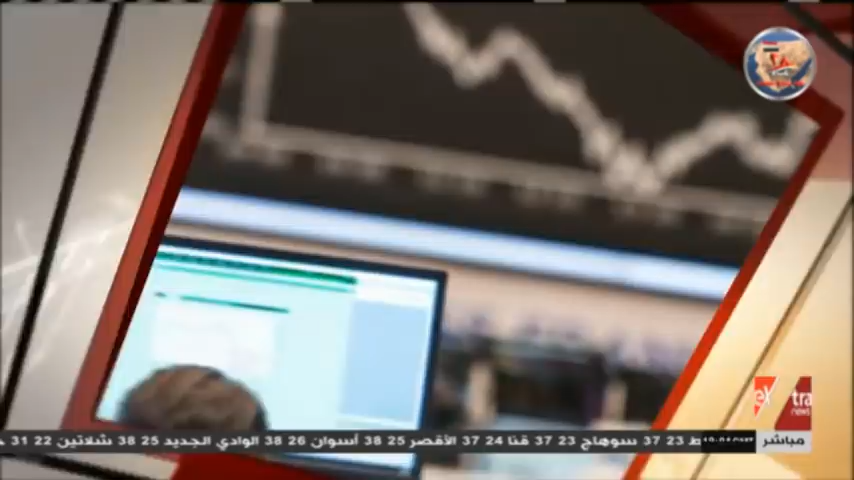 eXtra
news
مباشر
ط 23 37 سوهاج 23 37 قنا 24 37 الأقصر 25 38 أسوان 26 38 الوادي الجديد 25 38 شلاتين 22 31